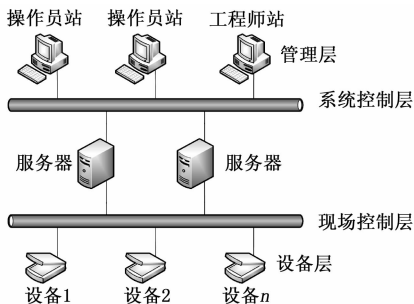 操作员站 操作员站 工程师站
管理层
系统控制层
服务器 服务器
现场控制层
设备层
设备1 设备2 设备n